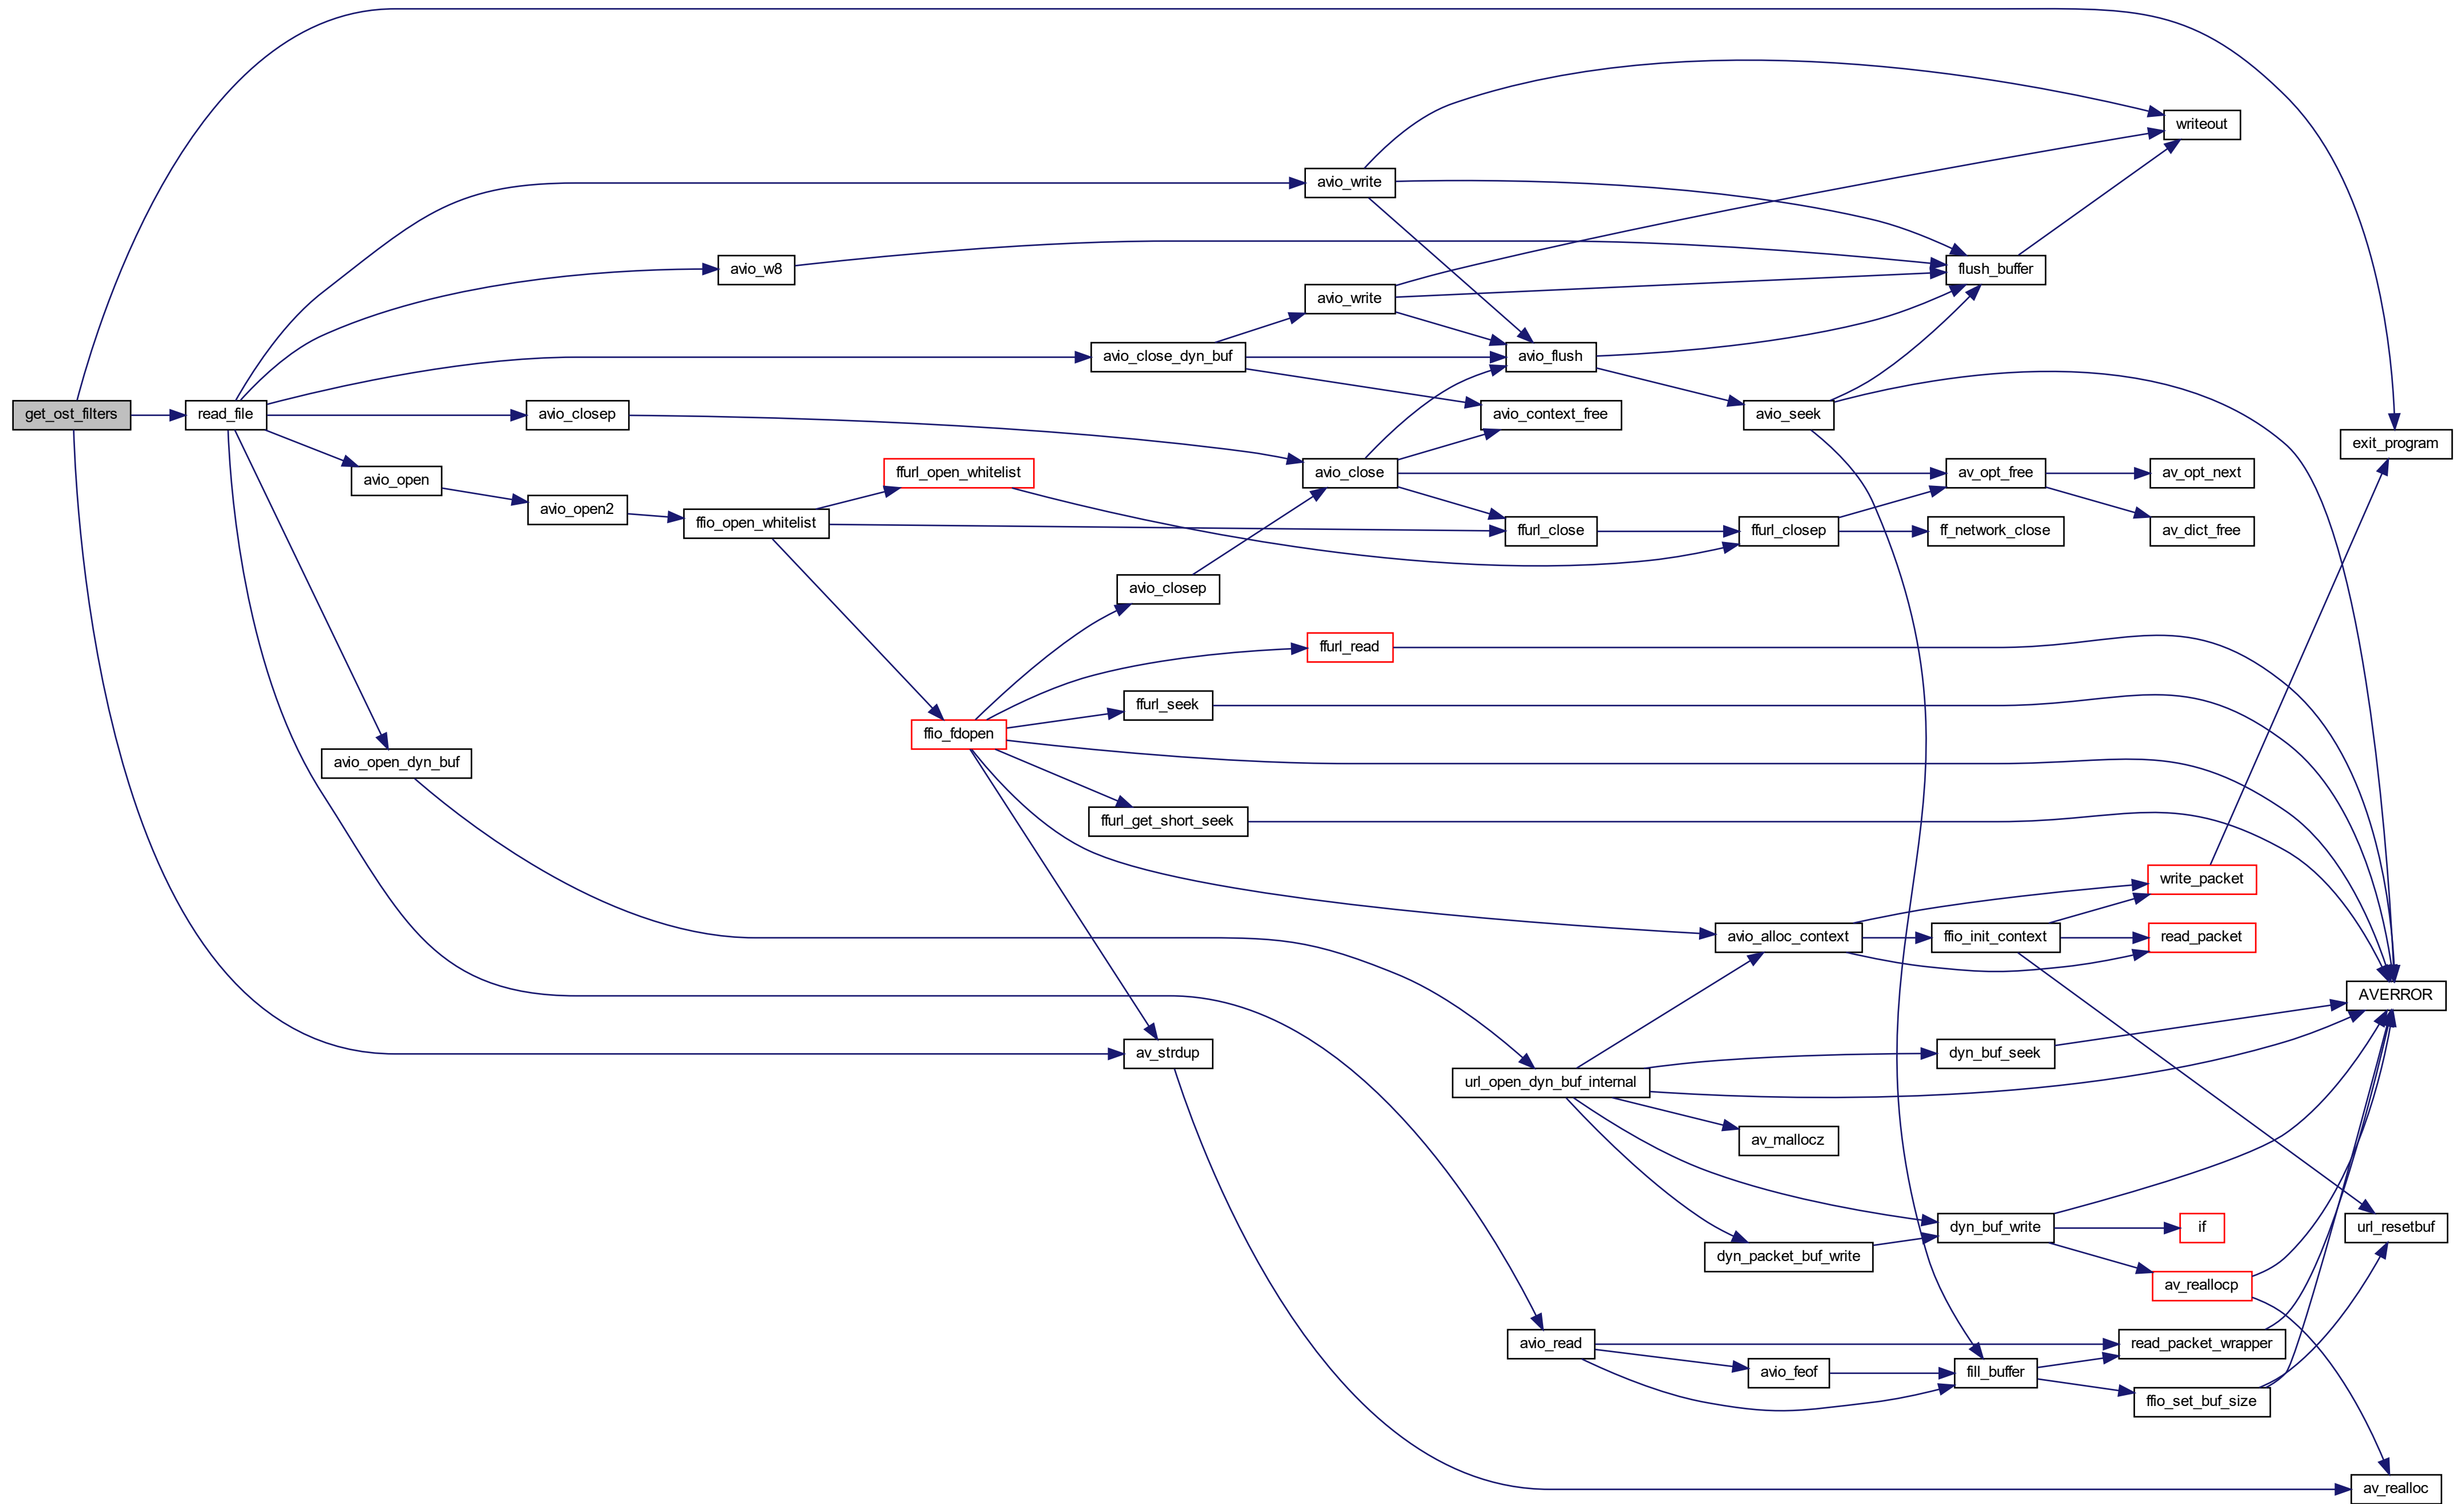 writeout
avio_write
avio_w8
flush_buffer
avio_write
avio_close_dyn_buf
avio_flush
get_ost_filters
read_file
avio_closep
avio_context_free
avio_seek
exit_program
avio_open
ffurl_open_whitelist
avio_close
av_opt_free
av_opt_next
avio_open2
ffio_open_whitelist
ffurl_close
ffurl_closep
ff_network_close
av_dict_free
avio_closep
ffurl_read
ffurl_seek
ffio_fdopen
avio_open_dyn_buf
ffurl_get_short_seek
write_packet
avio_alloc_context
ffio_init_context
read_packet
AVERROR
av_strdup
dyn_buf_seek
url_open_dyn_buf_internal
av_mallocz
dyn_buf_write
if
url_resetbuf
dyn_packet_buf_write
av_reallocp
avio_read
read_packet_wrapper
avio_feof
fill_buffer
ffio_set_buf_size
av_realloc